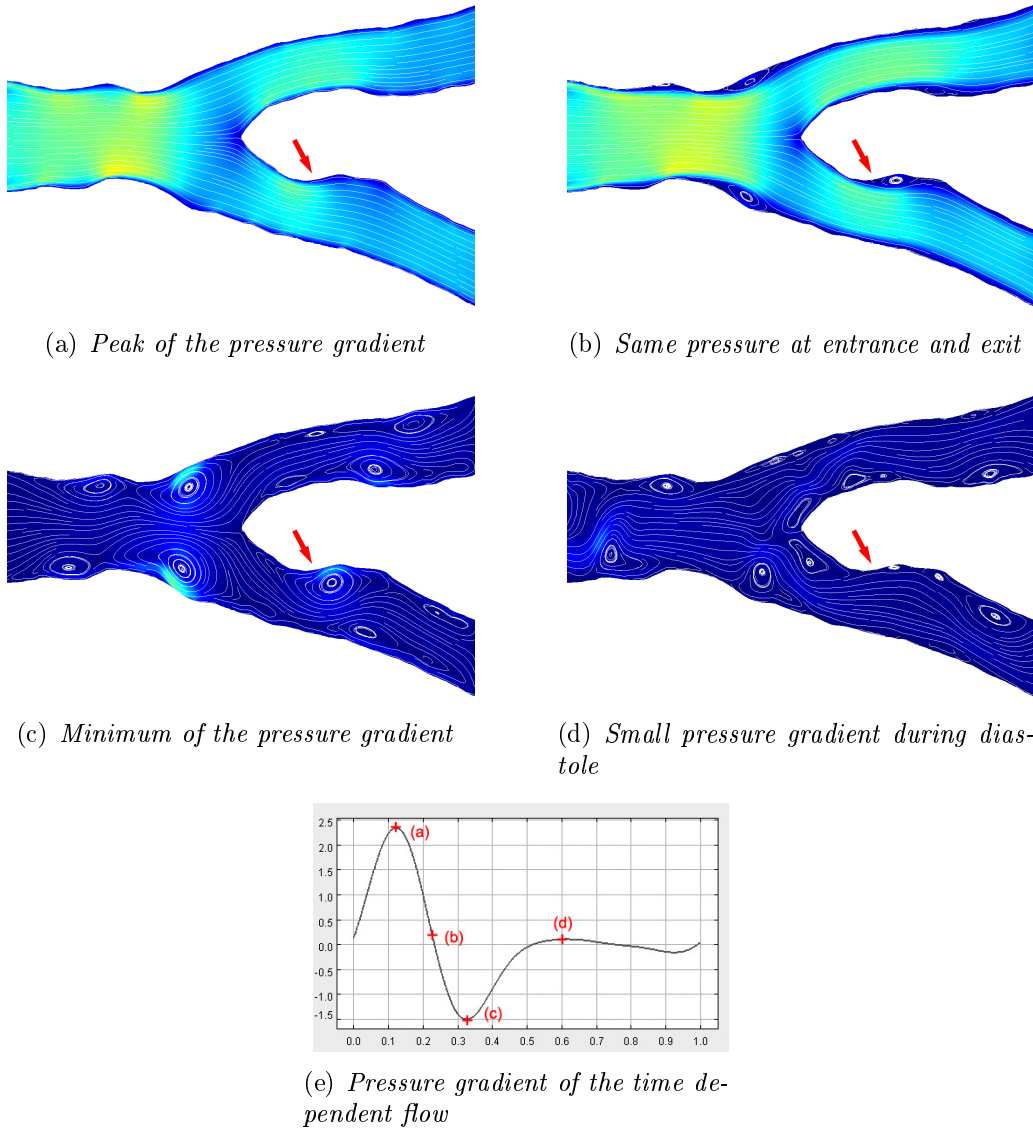 (a) Peak of the pressure gradient
(b) Same pressure at entrance and exit
(c) Minimum of the pressure gradient
(d) Small pressure gradient during dias-
tole
2.5
2.0
1.5
1.0
0.5
0.0
-0.5
-1.0
-1.5
(a)
(b)
(c)
(d)
0.0 0.1 0.2 0.3 0.4 0.5 0.6 0.7 0.8 0.9 1.0
(e) Pressure gradient of the time de-
pendent flow